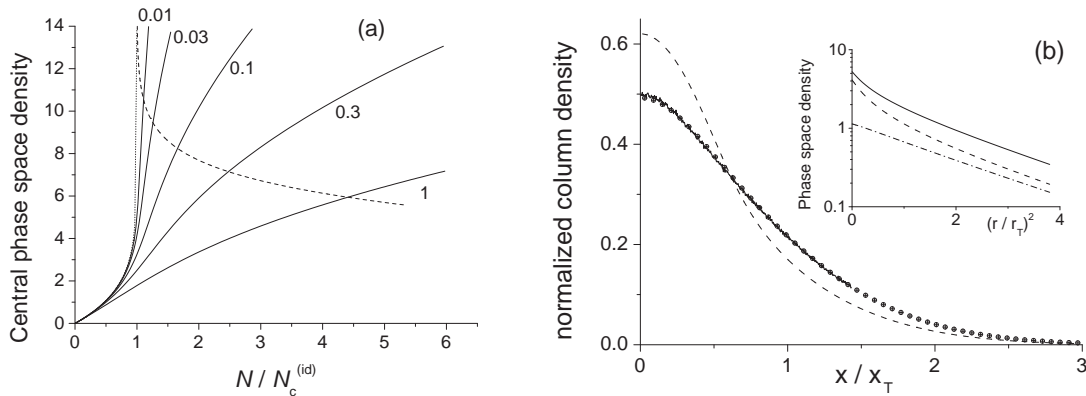 14
12
10
8
6
4
2
0
0 1 2 3 4 5 6
Central phase space density
N / N_c^(id)
0.01
0.03
0.1
0.3
1
(a)
0.6
0.4
0.2
0.0
0 1 2 3
normalized column density
x / x_T
(b)
10
1
0.1
0 2 4
Phase space density
(r / r_T)^2